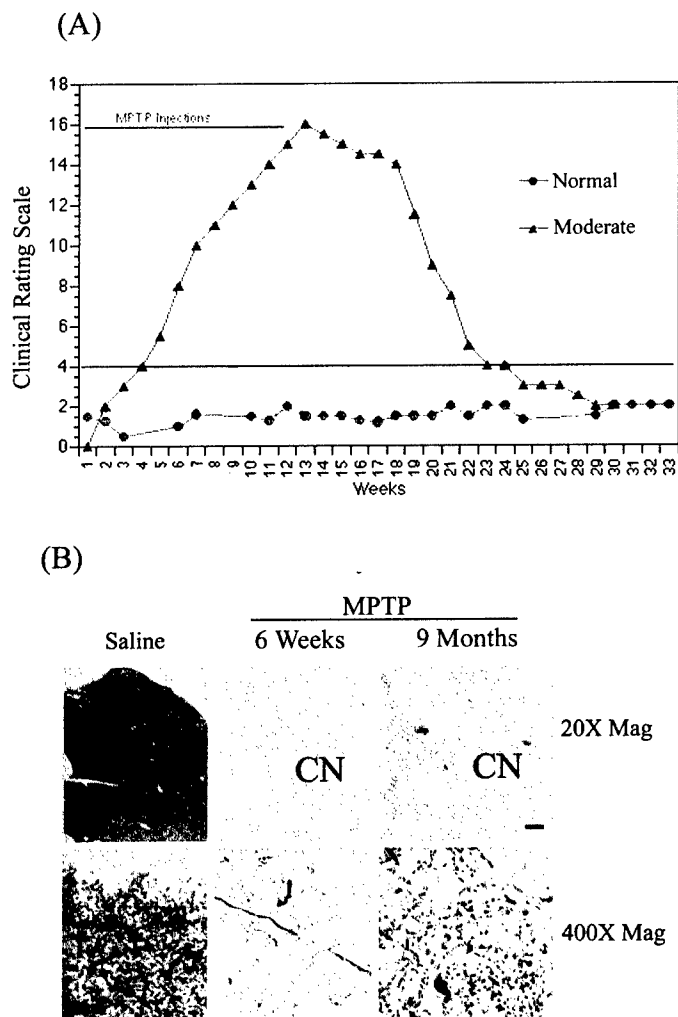 (A)
18
16
14
12
10
8
6
4
2
0
Clinical Rating Scale
MPTP Injections
Normal
Moderate
1 2 3 6 7 8 9 10 11 12 13 14 15 16 17 18 19 20 21 22 23 24 25 26 27 28 29 30 31 32 33
Weeks
(B)
MPTP
Saline
6 Weeks
9 Months
CN
CN
20X Mag
400X Mag